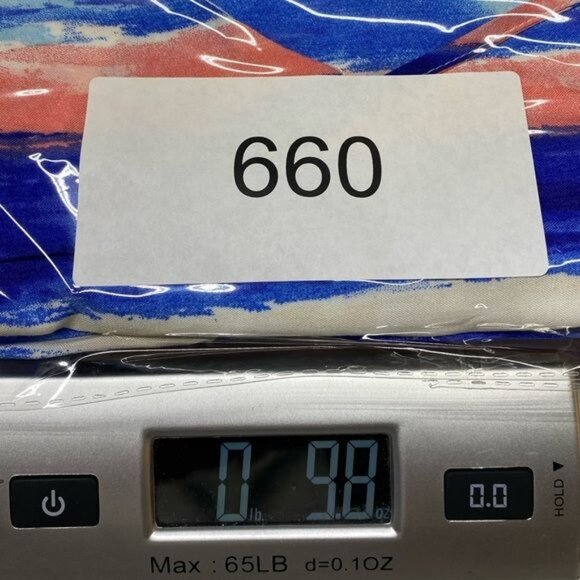 660
0 lb 9.8 oz
0.0
HOLD ▼
Max : 65LB d=0.1OZ